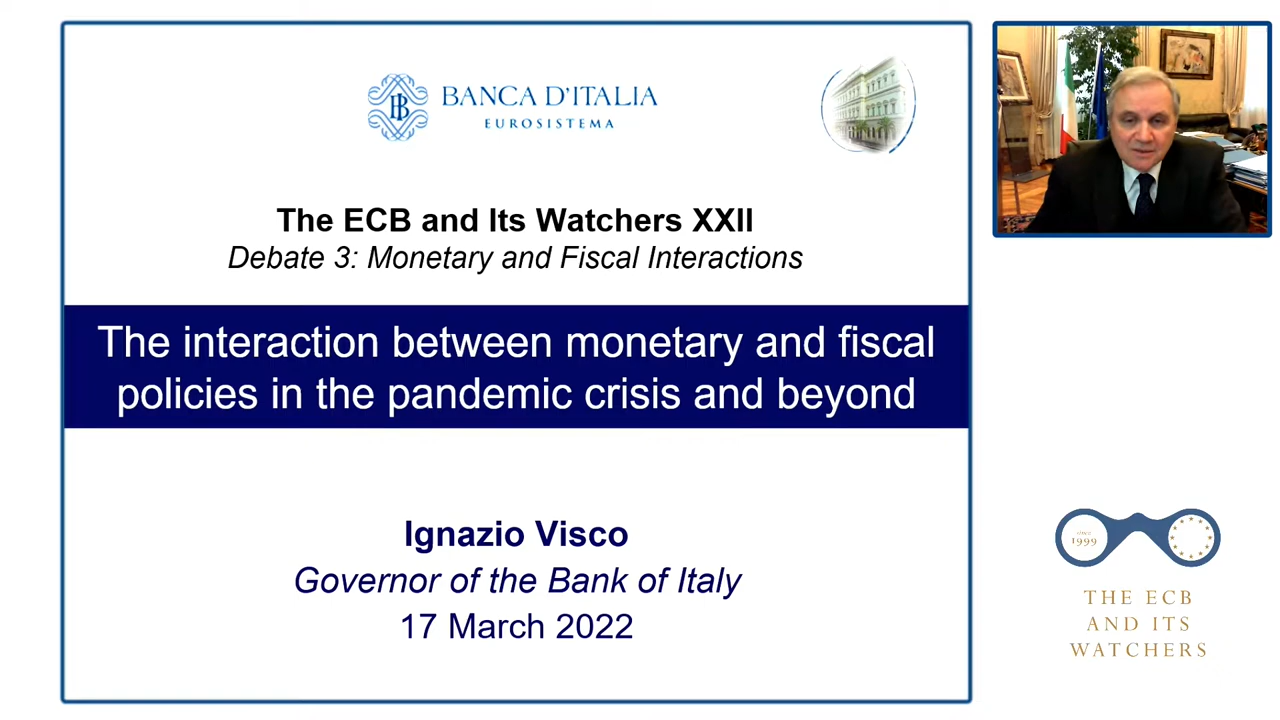 BANCA D'ITALIA
EUROSISTEMA
The ECB and Its Watchers XXII
Debate 3: Monetary and Fiscal Interactions
The interaction between monetary and fiscal
policies in the pandemic crisis and beyond
Ignazio Visco
Governor of the Bank of Italy
17 March 2022
since
1999
THE ECB
AND ITS
WATCHERS